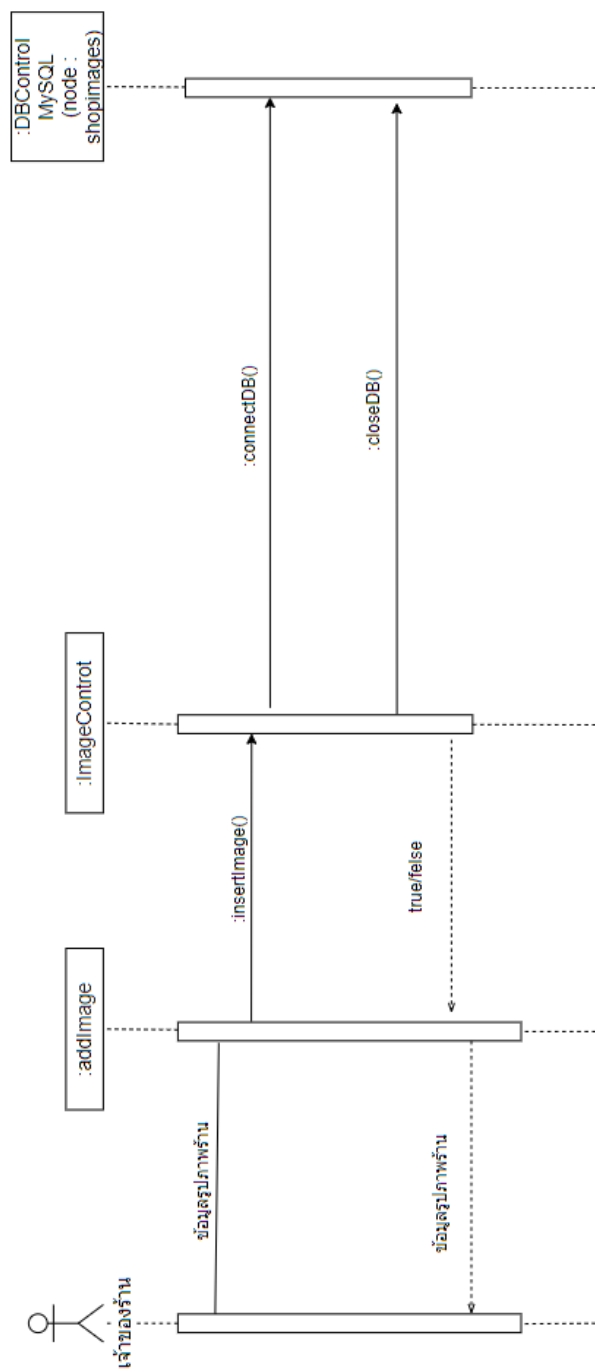 เจ้าของร้าน
:addImage
:ImageControt
:DBControl
MySQL
(node :
shopimages)
ข้อมูลรูปภาพร้าน
:insertImage()
:connectDB()
:closeDB()
true/felse
ข้อมูลรูปภาพร้าน